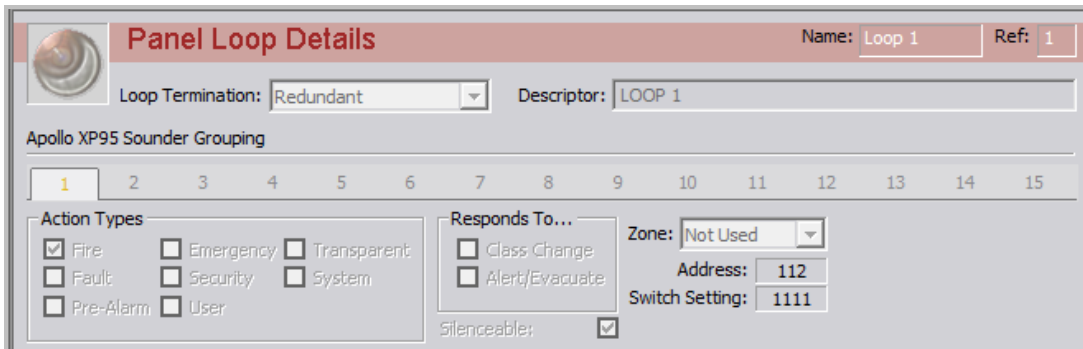 Panel Loop Details Name: Loop 1 Ref: 1
Loop Termination: Redundant Descriptor: LOOP 1
Apollo XP95 Sounder Grouping
1 2 3 4 5 6 7 8 9 10 11 12 13 14 15
Action Types Responds To... Zone: Not Used
Fire Emergency Transparent Class Change
Fault Security System Alert/Evacuate Address: 112
Pre-Alarm User Switch Setting: 1111
Silenceable: